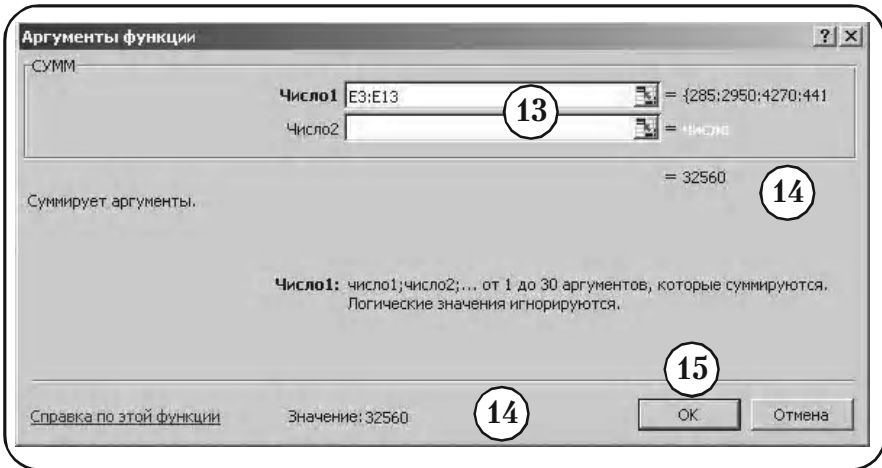 Аргументы функции
СУММ
Число1 E3:E13 13 = {285:2950:4270:441
Число2 = число
= 32560 14
Суммирует аргументы.
Число1: число1;число2;... от 1 до 30 аргументов, которые суммируются.
Логические значения игнорируются.
15
Справка по этой функции Значение:32560 14 ОК Отмена